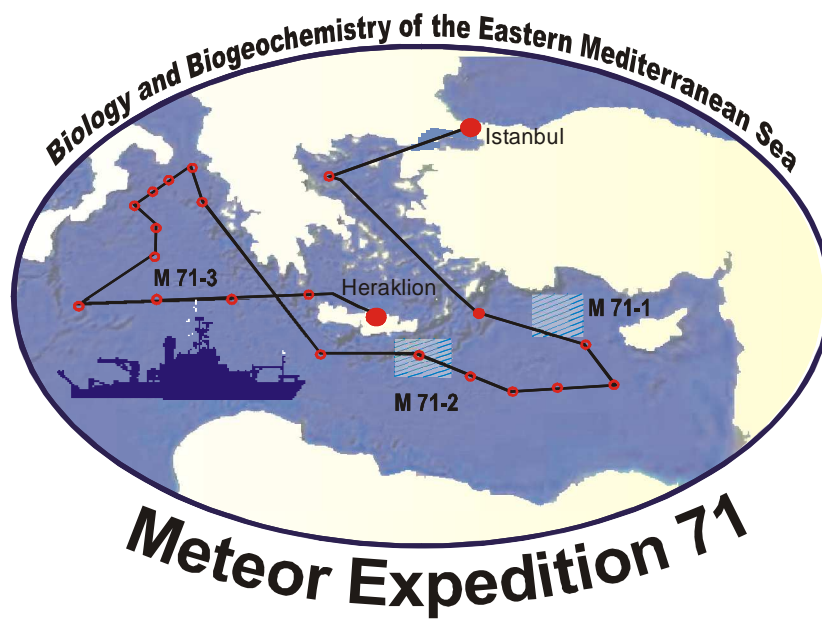 Biology and Biogeochemistry of the Eastern Mediterranean Sea
Istanbul
M 71-3
Heraklion
M 71-1
M 71-2
Meteor Expedition 71